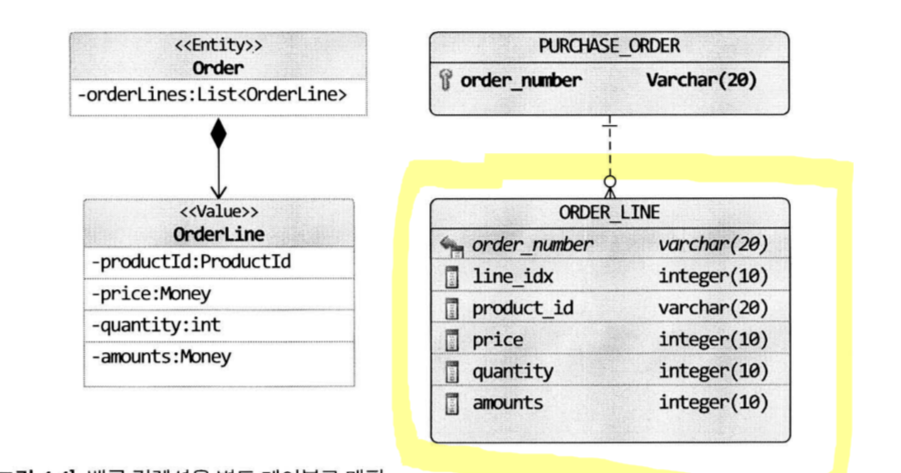 <<Entity>>
Order
-orderLines:List<OrderLine>
<<Value>>
OrderLine
-productId:ProductId
-price:Money
-quantity:int
-amounts:Money
PURCHASE_ORDER
order_number Varchar(20)
ORDER_LINE
order_number varchar(20)
line_idx integer(10)
product_id varchar(20)
price integer(10)
quantity integer(10)
amounts integer(10)